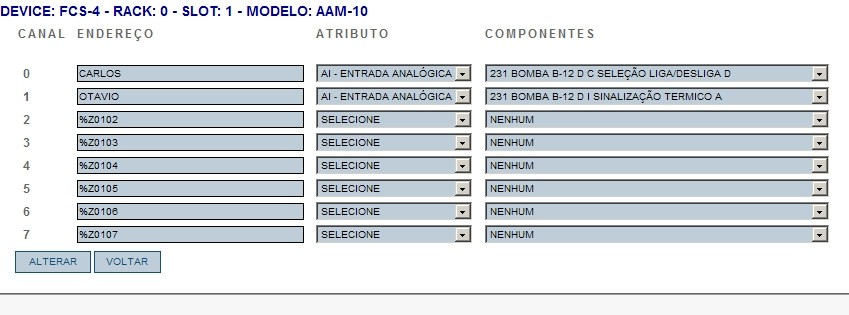 DEVICE: FCS-4 - RACK: 0 - SLOT: 1 - MODELO: AAM-10
CANAL ENDEREÇO ATRIBUTO COMPONENTES
0 CARLOS AI - ENTRADA ANALÓGICA 231 BOMBA B-12 D C SELEÇÃO LIGA/DESLIGA D
1 OTAVIO AI - ENTRADA ANALÓGICA 231 BOMBA B-12 D I SINALIZAÇÃO TERMICO A
2 %Z0102 SELECIONE NENHUM
3 %Z0103 SELECIONE NENHUM
4 %Z0104 SELECIONE NENHUM
5 %Z0105 SELECIONE NENHUM
6 %Z0106 SELECIONE NENHUM
7 %Z0107 SELECIONE NENHUM
ALTERAR VOLTAR